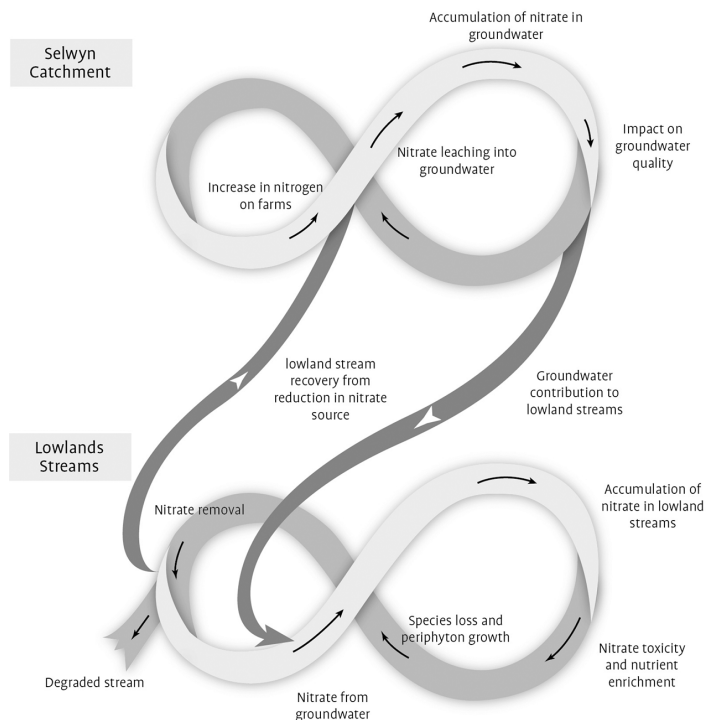 Selwyn
Catchment
Accumulation of nitrate in
groundwater
Impact on
groundwater
quality
Nitrate leaching into
groundwater
Increase in nitrogen
on farms
lowland stream
recovery from
reduction in nitrate
source
Groundwater
contribution to
lowland streams
Lowlands
Streams
Nitrate removal
Accumulation of
nitrate in lowland
streams
Species loss and
periphyton growth
Nitrate toxicity
and nutrient
enrichment
Degraded stream
Nitrate from
groundwater